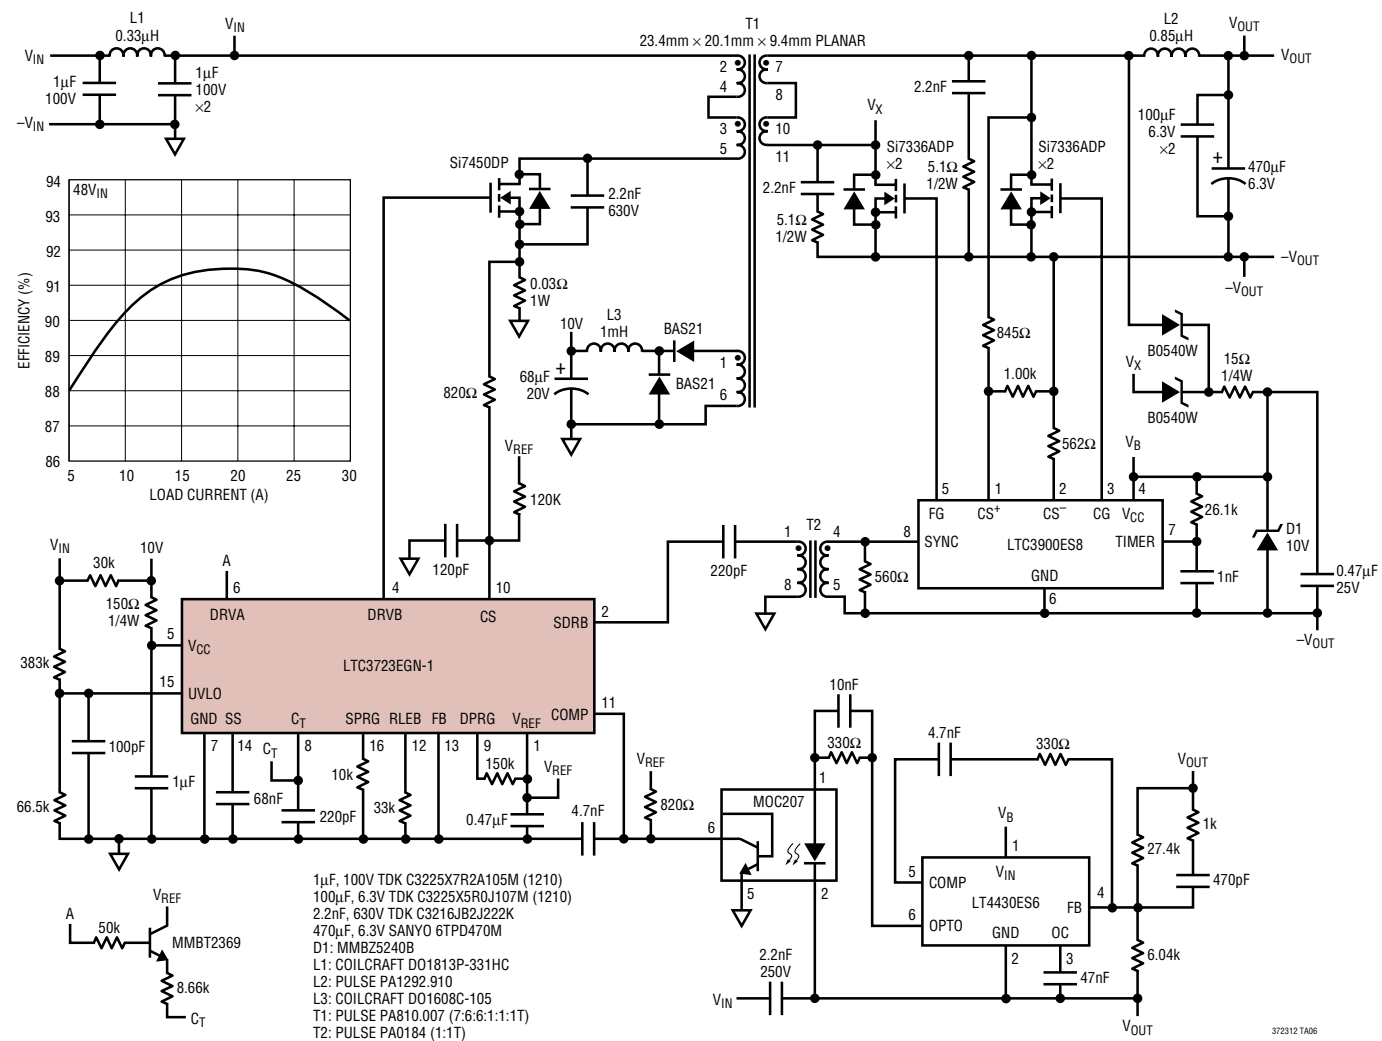 L1
0.33µH
VIN
VIN
1µF
100V
1µF
100V
×2
–VIN
T1
23.4mm × 20.1mm × 9.4mm PLANAR
2
4
3
5
7
8
10
11
L2
0.85µH
VOUT
VOUT
2.2nF
5.1Ω
1/2W
VX
Si7336ADP
×2
Si7336ADP
×2
2.2nF
5.1Ω
1/2W
100µF
6.3V
×2
+
470µF
6.3V
–VOUT
–VOUT
Si7450DP
2.2nF
630V
0.03Ω
1W
10V
L3
1mH
BAS21
BAS21
1
6
+
68µF
20V
820Ω
VREF
120K
120pF
48VIN
94
93
92
91
90
89
88
87
86
EFFICIENCY (%)
5
10
15
20
25
30
LOAD CURRENT (A)
845Ω
1.00k
562Ω
B0540W
VX
B0540W
15Ω
1/4W
VB
5
1
2
3
4
FG
CS+
CS–
CG
VCC
8
SYNC
LTC3900ES8
TIMER
7
GND
6
26.1k
1nF
D1
10V
0.47µF
25V
–VOUT
T2
1
8
4
5
220pF
560Ω
VIN
30k
10V
150Ω
1/4W
383k
66.5k
100pF
1µF
A
6
4
10
DRVA
DRVB
CS
SDRB
2
5
VCC
LTC3723EGN-1
15
UVLO
COMP
11
GND
SS
CT
SPRG
RLEB
FB
DPRG
VREF
7
14
8
16
12
13
9
1
CT
68nF
220pF
10k
33k
150k
VREF
0.47µF
4.7nF
VREF
820Ω
10nF
330Ω
1
MOC207
6
5
2
4.7nF
330Ω
VB
1
VIN
5
COMP
LT4430ES6
FB
4
6
OPTO
GND
OC
2
3
47nF
VOUT
27.4k
1k
470pF
6.04k
VOUT
2.2nF
250V
VIN
A
50k
VREF
MMBT2369
8.66k
CT
1µF, 100V TDK C3225X7R2A105M (1210)
100µF, 6.3V TDK C3225X5R0J107M (1210)
2.2nF, 630V TDK C3216JB2J222K
470µF, 6.3V SANYO 6TPD470M
D1: MMBZ5240B
L1: COILCRAFT DO1813P-331HC
L2: PULSE PA1292.910
L3: COILCRAFT DO1608C-105
T1: PULSE PA810.007 (7:6:6:1:1:1T)
T2: PULSE PA0184 (1:1T)
372312 TA06